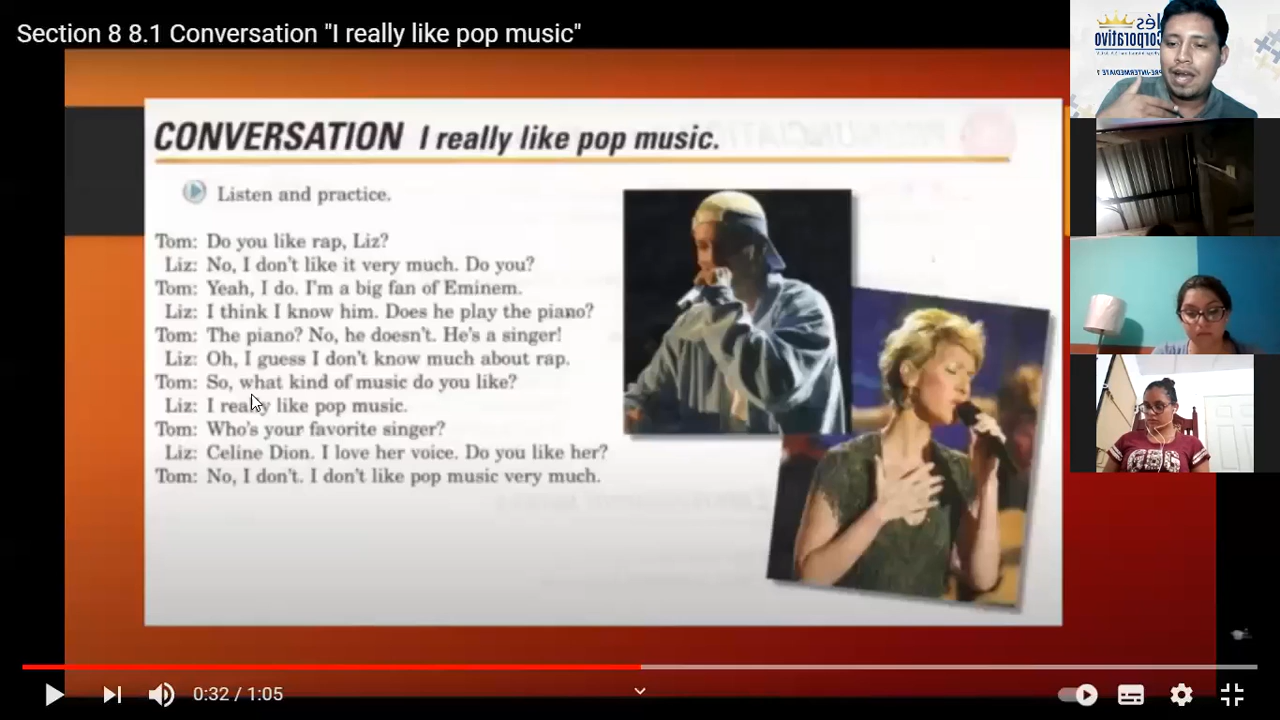 Section 8 8.1 Conversation "I really like pop music"
CONVERSATION I really like pop music.
Listen and practice.
Tom: Do you like rap, Liz?
Liz: No, I don't like it very much. Do you?
Tom: Yeah, I do. I'm a big fan of Eminem.
Liz: I think I know him. Does he play the piano?
Tom: The piano? No, he doesn't. He's a singer!
Liz: Oh, I guess I don't know much about rap.
Tom: So, what kind of music do you like?
Liz: I really like pop music.
Tom: Who's your favorite singer?
Liz: Celine Dion. I love her voice. Do you like her?
Tom: No, I don't. I don't like pop music very much.
0:32 / 1:05
lés
Corporativo
PRE-INTERMEDIATE 1